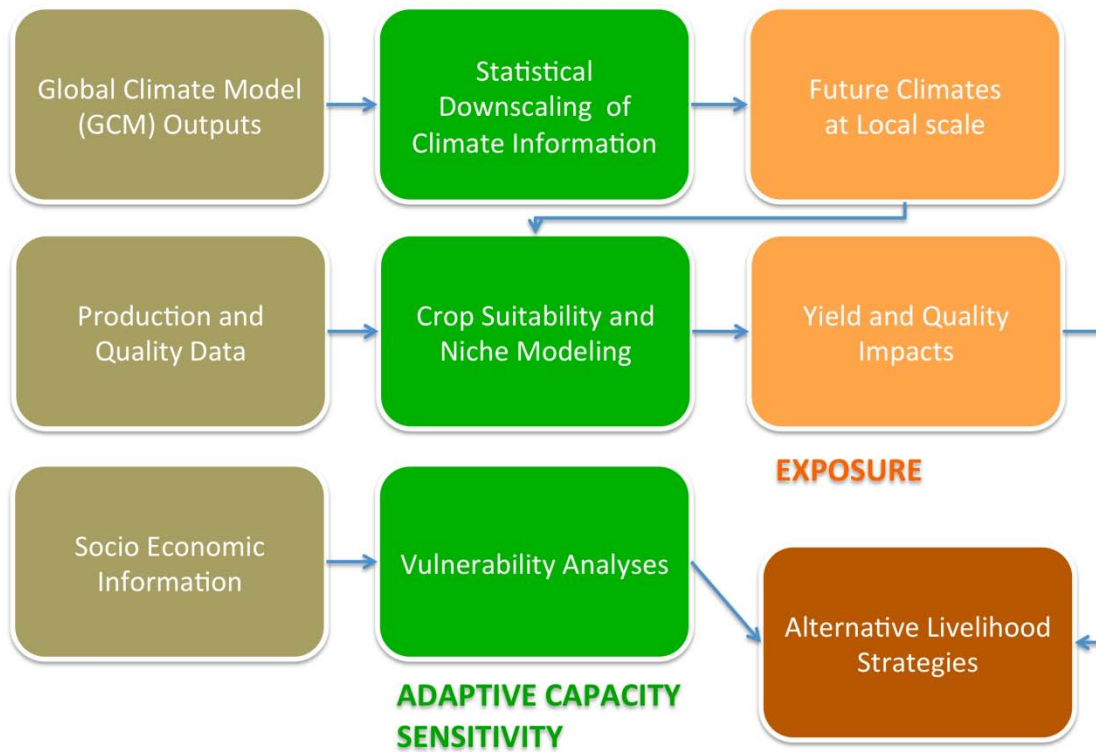 Global Climate Model
(GCM) Outputs
Statistical
Downscaling of
Climate Information
Future Climates
at Local scale
Production and
Quality Data
Crop Suitability and
Niche Modeling
Yield and Quality
Impacts
EXPOSURE
Socio Economic
Information
Vulnerability Analyses
Alternative Livelihood
Strategies
ADAPTIVE CAPACITY
SENSITIVITY